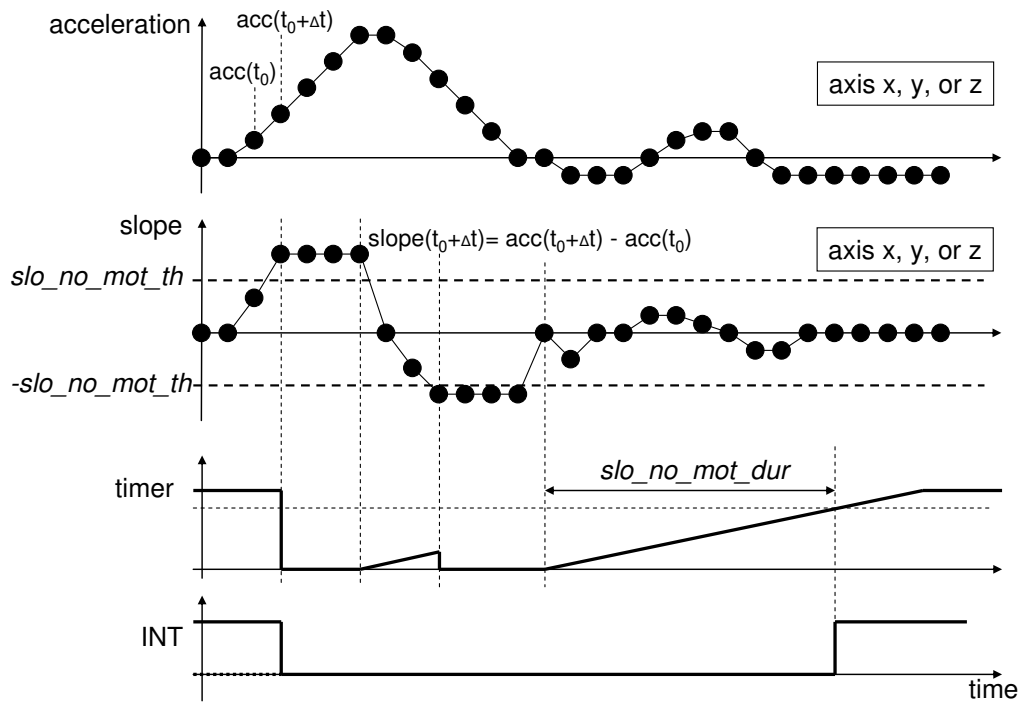 acceleration
acc(t₀+Δt)
acc(t₀)
axis x, y, or z
slope
slope(t₀+Δt)= acc(t₀+Δt) - acc(t₀)
axis x, y, or z
slo_no_mot_th
-slo_no_mot_th
timer
slo_no_mot_dur
INT
time